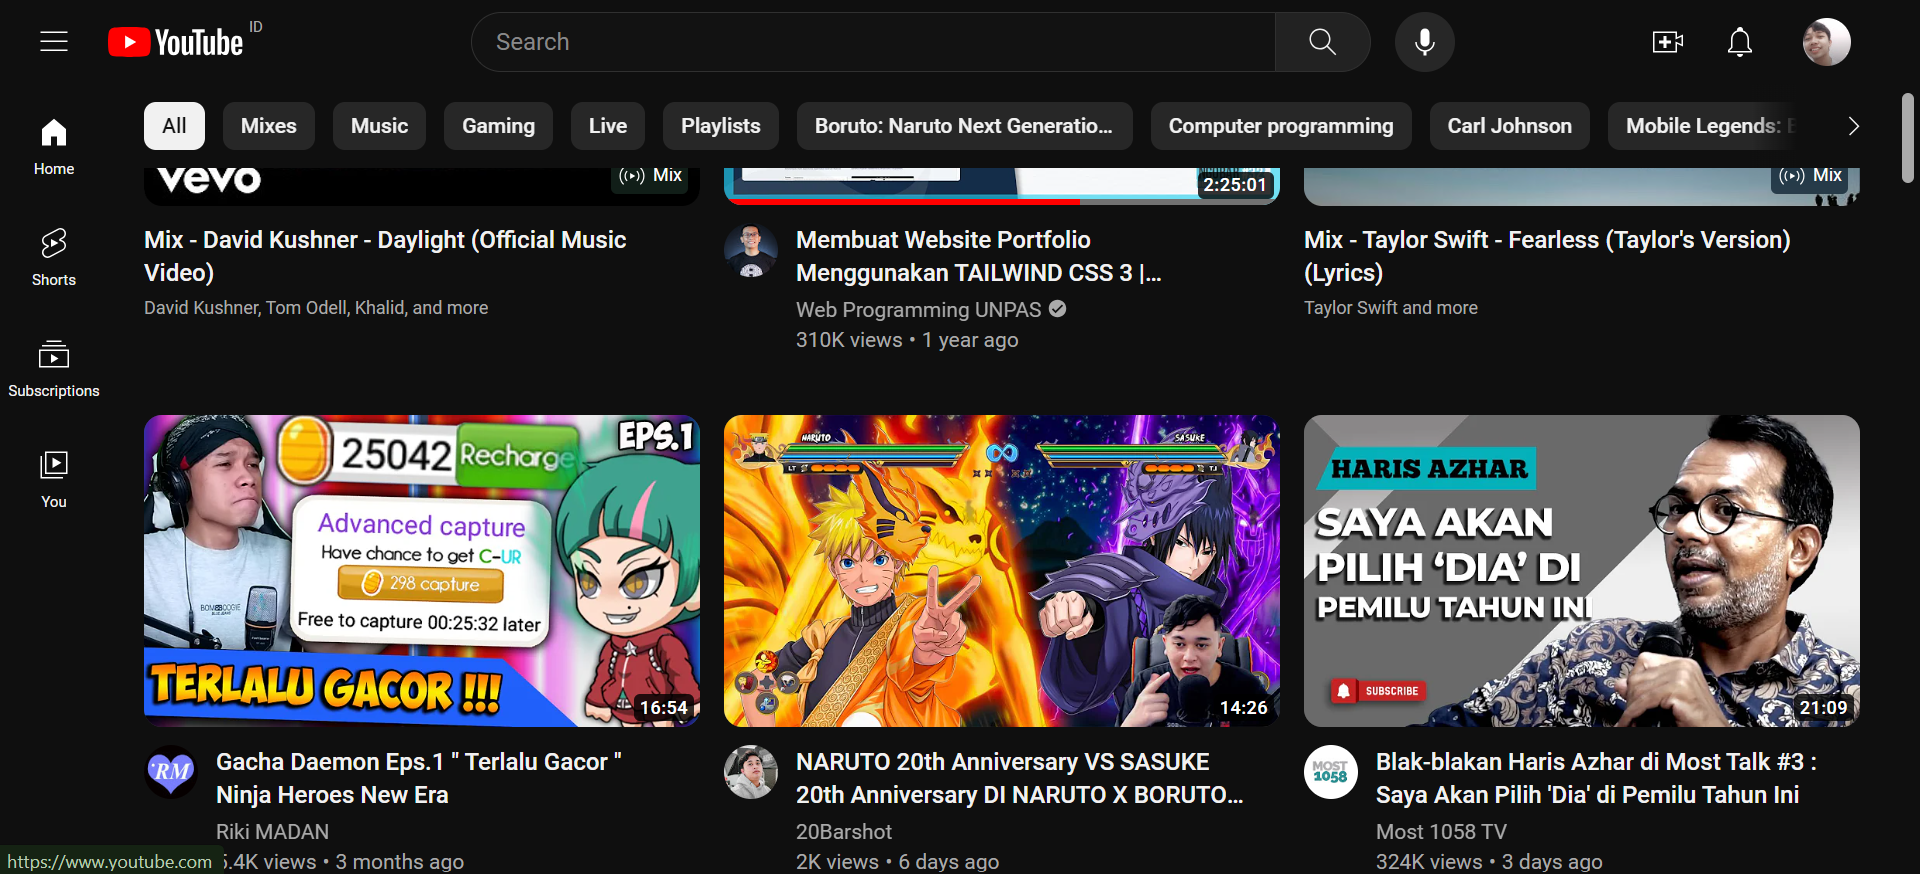 YouTube ID
Search
All
Mixes
Music
Gaming
Live
Playlists
Boruto: Naruto Next Generatio...
Computer programming
Carl Johnson
Mobile Legends:
Home
Shorts
Subscriptions
You
vevo
Mix
2:25:01
Mix
Mix - David Kushner - Daylight (Official Music
Video)
David Kushner, Tom Odell, Khalid, and more
Membuat Website Portfolio
Menggunakan TAILWIND CSS 3 |...
Web Programming UNPAS
310K views • 1 year ago
Mix - Taylor Swift - Fearless (Taylor's Version)
(Lyrics)
Taylor Swift and more
EPS.1
25042 Recharge
Advanced capture
Have chance to get C-UR
298 capture
Free to capture 00:25:32 later
TERLALU GACOR !!!
16:54
NARUTO
SASUKE
14:26
HARIS AZHAR
SAYA AKAN
PILIH ‘DIA’ DI
PEMILU TAHUN INI
SUBSCRIBE
21:09
RM
Gacha Daemon Eps.1 " Terlalu Gacor "
Ninja Heroes New Era
Riki MADAN
5.4K views • 3 months ago
NARUTO 20th Anniversary VS SASUKE
20th Anniversary DI NARUTO X BORUTO...
20Barshot
2K views • 6 days ago
MOST
1058
Blak-blakan Haris Azhar di Most Talk #3 :
Saya Akan Pilih 'Dia' di Pemilu Tahun Ini
Most 1058 TV
324K views • 3 days ago
https://www.youtube.com